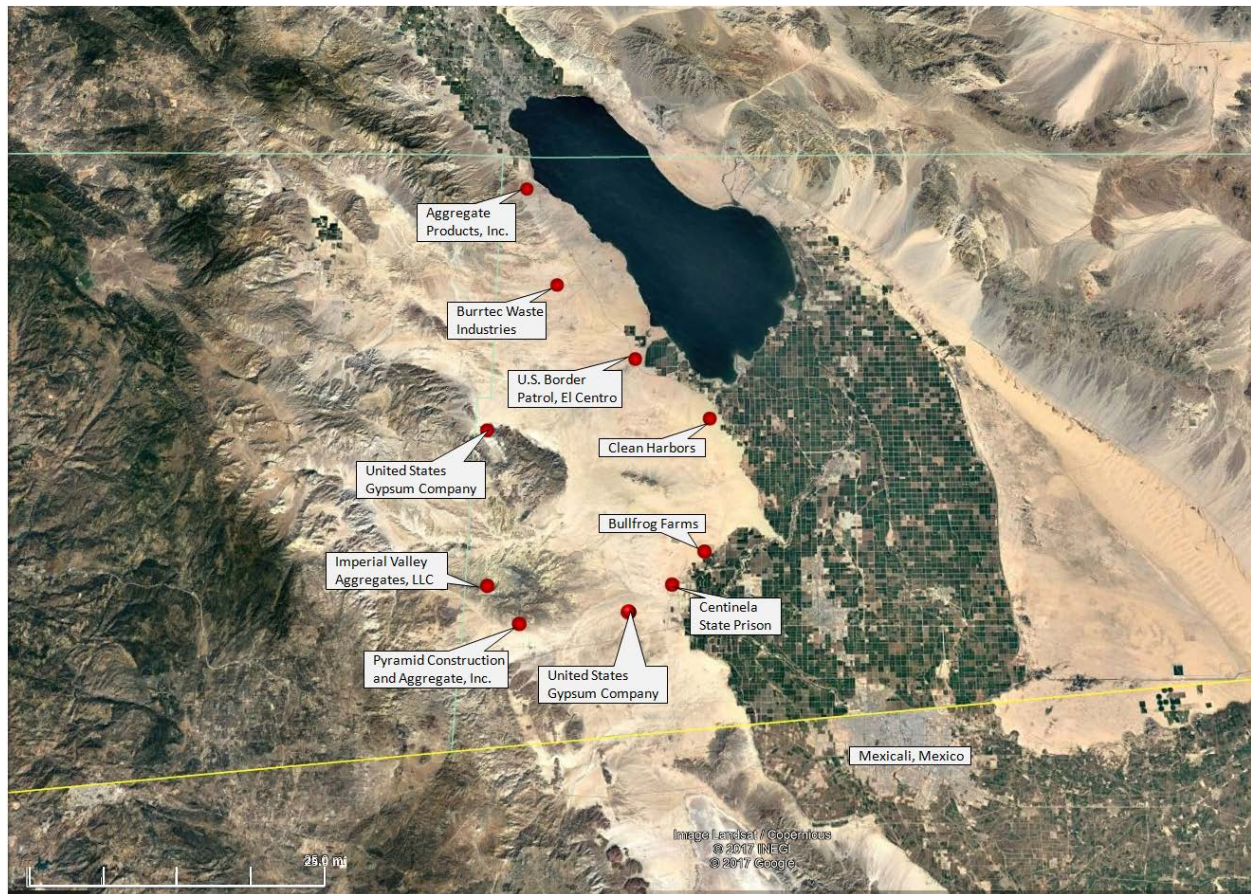 Aggregate
Products, Inc.
Burrtec Waste
Industries
U.S. Border
Patrol, El Centro
Clean Harbors
United States
Gypsum Company
Bullfrog Farms
Imperial Valley
Aggregates, LLC
Centinela
State Prison
Pyramid Construction
and Aggregate, Inc.
United States
Gypsum Company
Mexicali, Mexico
Image Landsat / Copernicus
© 2017 INEGI
© 2017 Google
mi